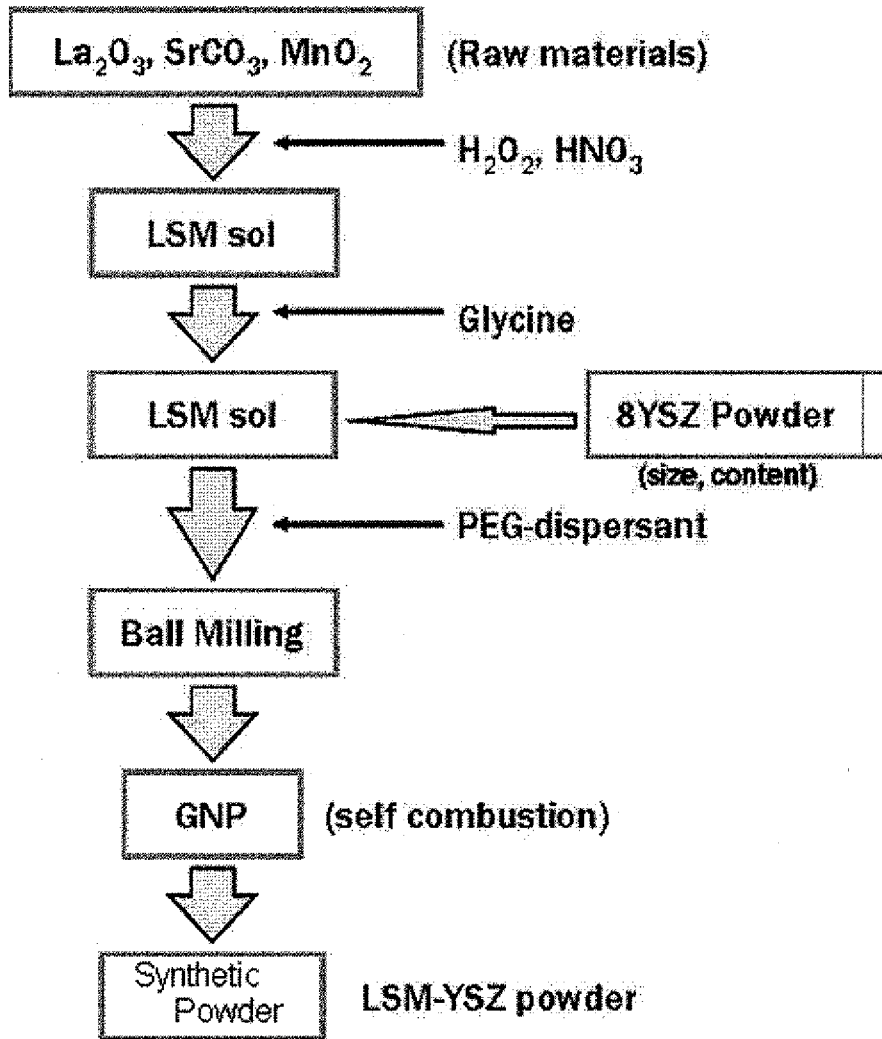 La₂O₃, SrCO₃, MnO₂ (Raw materials)
H₂O₂, HNO₃
LSM sol
Glycine
LSM sol
8YSZ Powder
(size, content)
PEG-dispersant
Ball Milling
GNP (self combustion)
Synthetic
Powder
LSM-YSZ powder